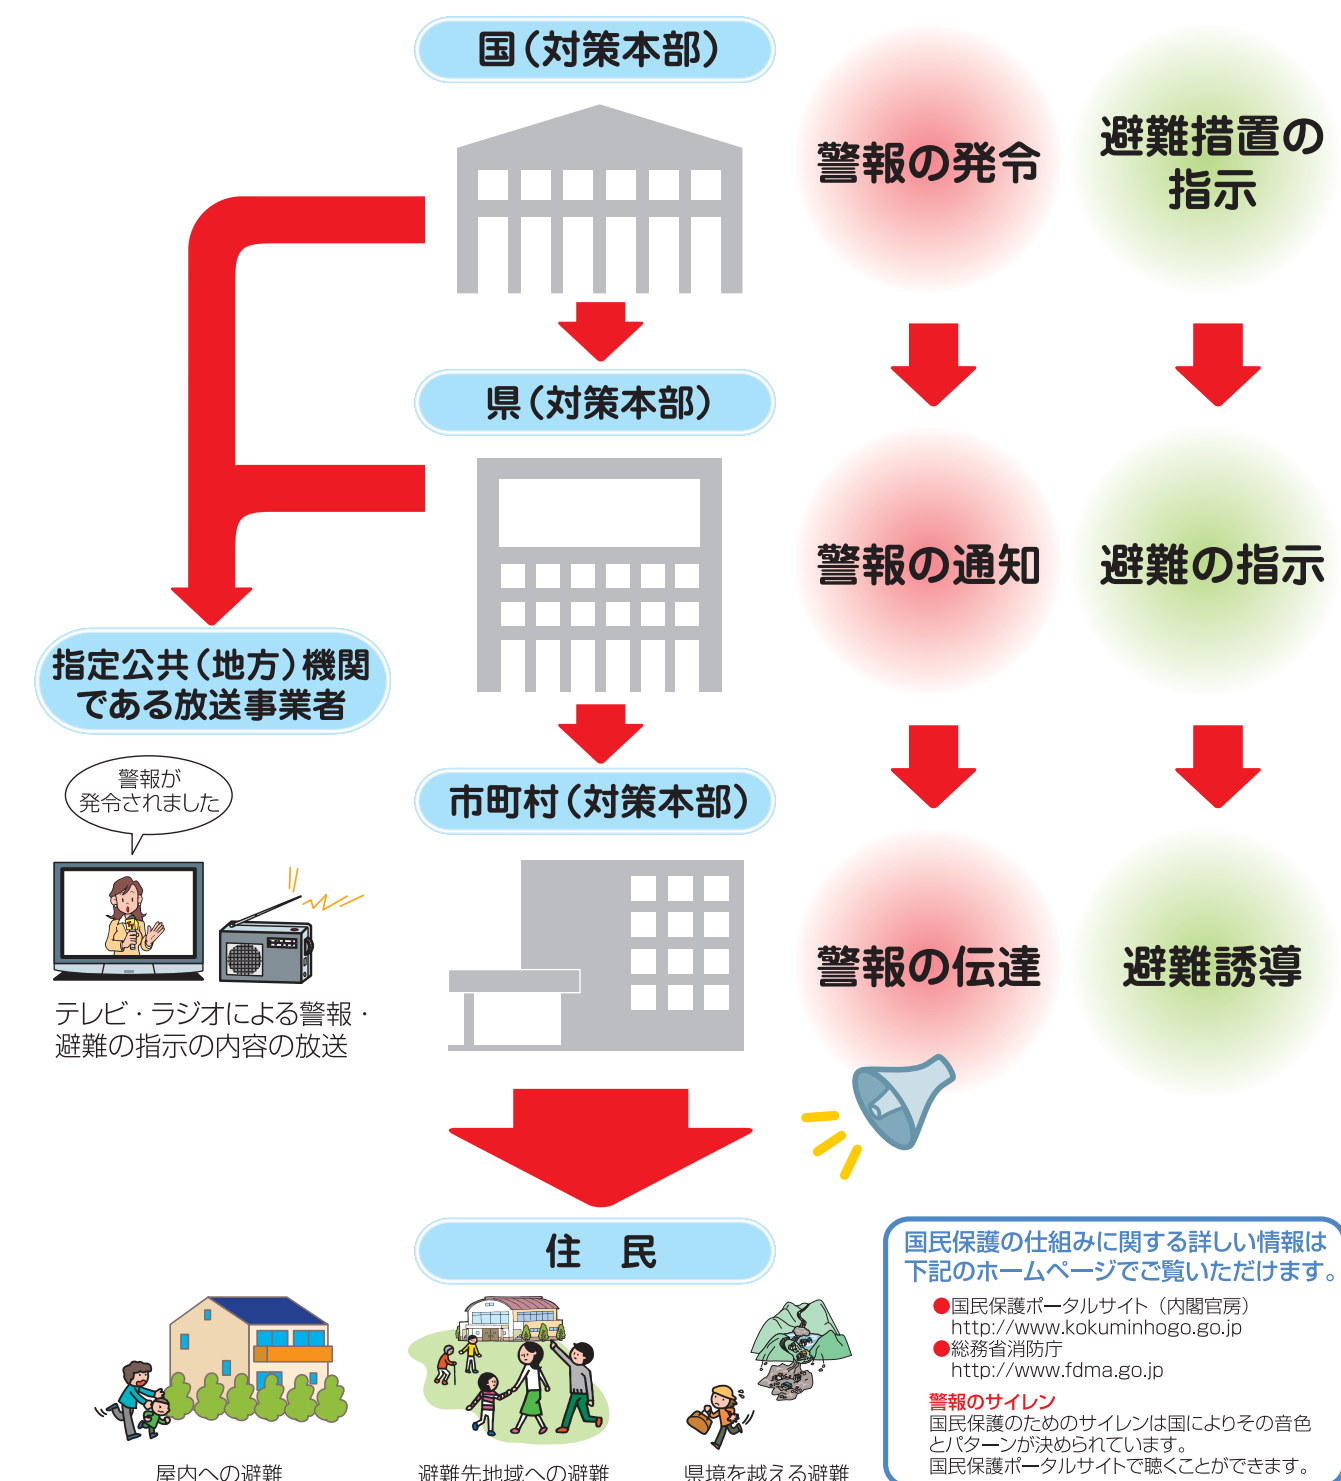 国(対策本部)
警報の発令
避難措置の
指示
県(対策本部)
警報の通知
避難の指示
指定公共(地方)機関
である放送事業者
警報が
発令されました
テレビ・ラジオによる警報・
避難の指示の内容の放送
市町村(対策本部)
警報の伝達
避難誘導
住 民
屋内への避難
避難先地域への避難
県境を越える避難
国民保護の仕組みに関する詳しい情報は
下記のホームページでご覧いただけます。
●国民保護ポータルサイト(内閣官房)
http://www.kokuminhogo.go.jp
●総務省消防庁
http://www.fdma.go.jp
警報のサイレン
国民保護のためのサイレンは国によりその音色
とパターンが決められています。
国民保護ポータルサイトで聴くことができます。